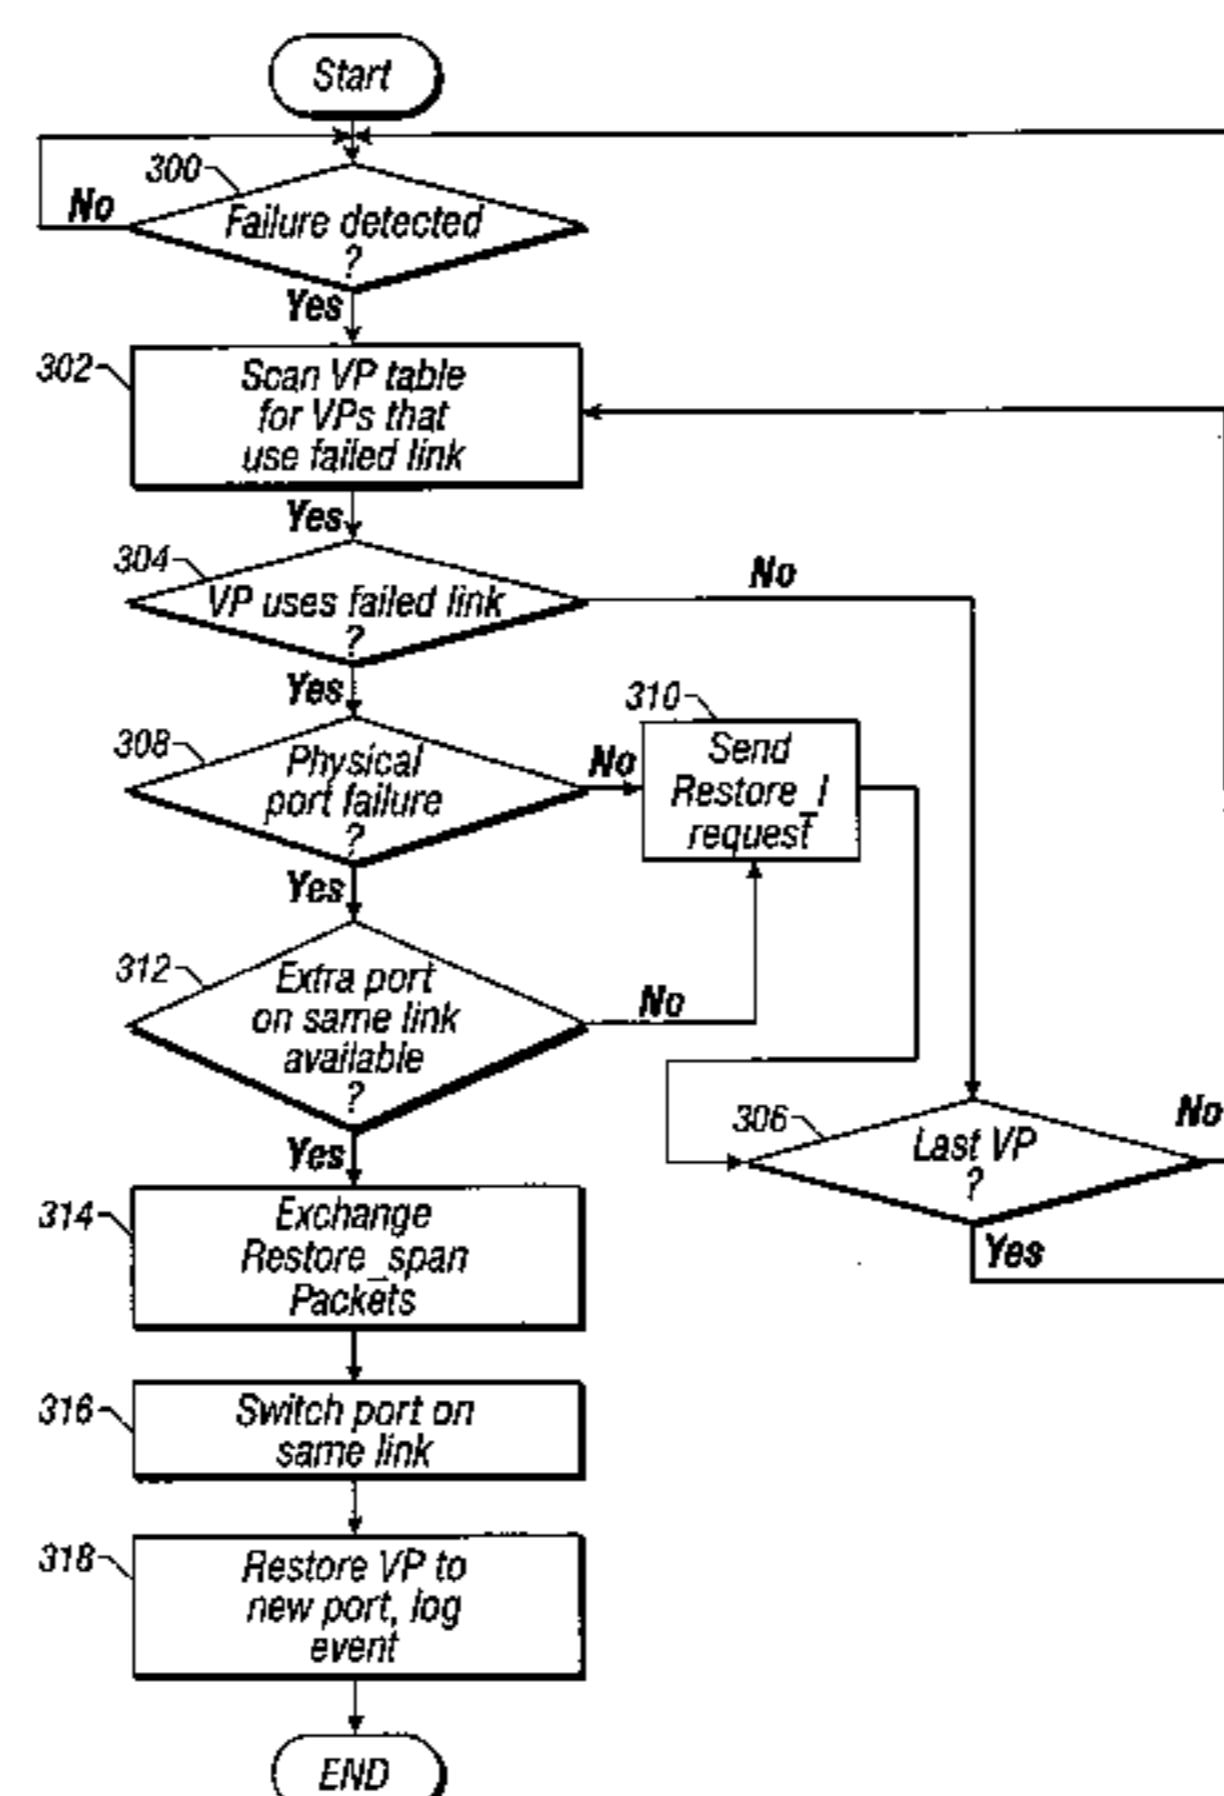 Start
300
No
Failure detected
?
Yes
302
Scan VP table
for VPs that
use failed link
Yes
304
No
VP uses failed link
?
Yes
310
308
Physical
port failure
?
No
Send
Restore_I
request
Yes
312
Extra port
on same link
available
?
No
306
Last VP
?
No
Yes
Yes
314
Exchange
Restore_span
Packets
316
Switch port on
same link
318
Restore VP to
new port, log
event
END